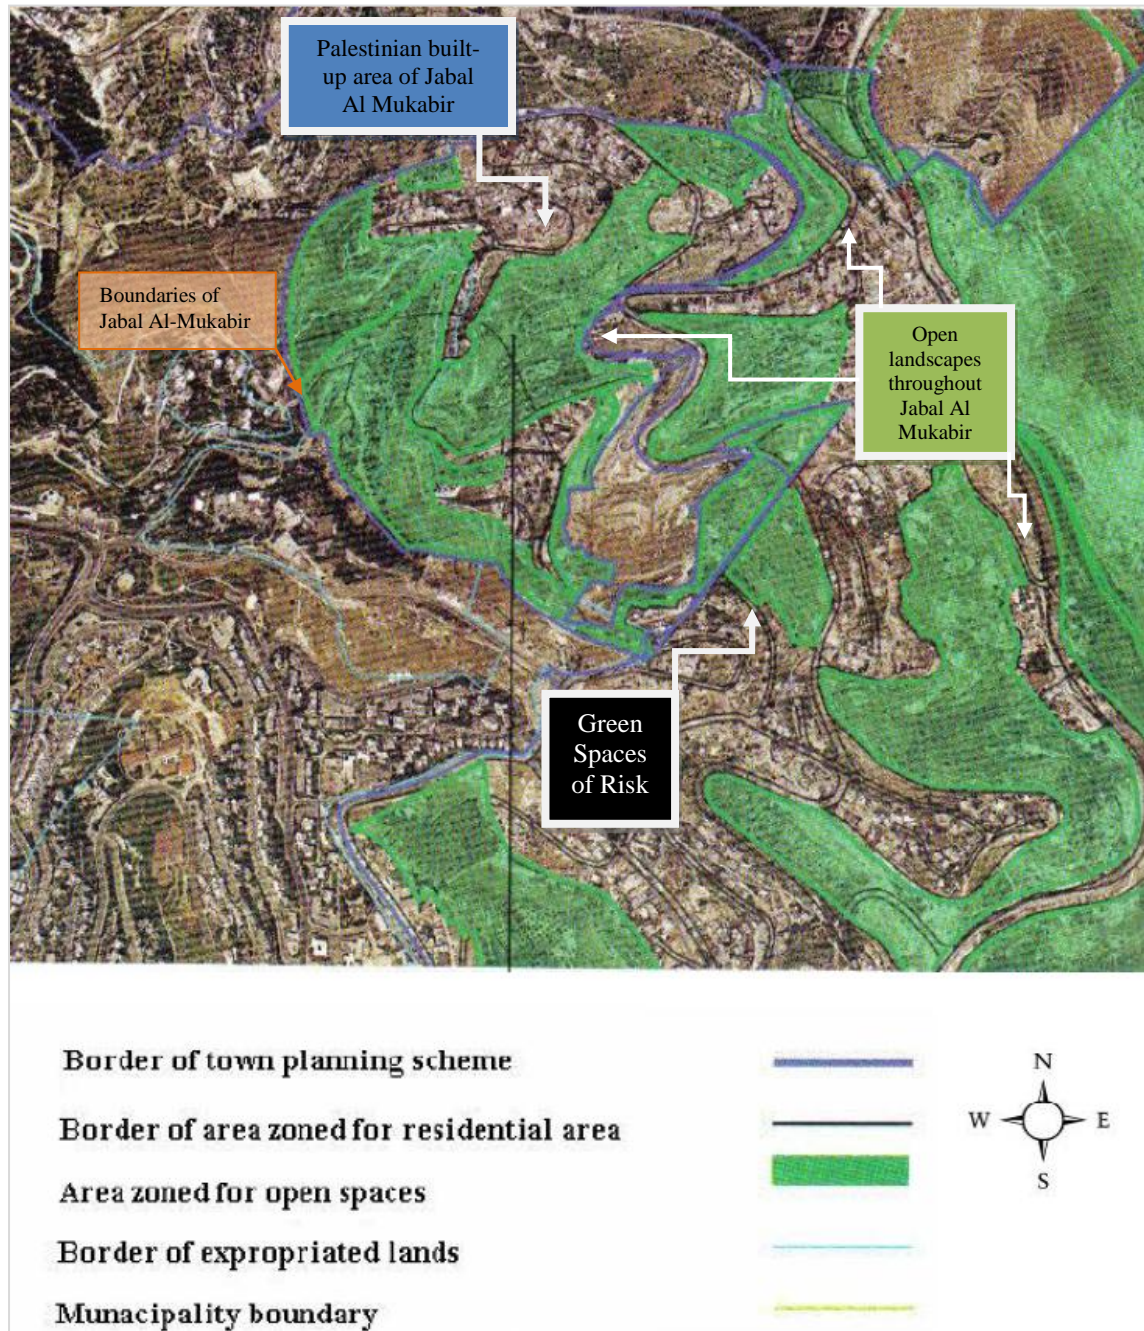 Palestinian built-
up area of Jabal
Al Mukabir
Boundaries of
Jabal Al-Mukabir
Open
landscapes
throughout
Jabal Al
Mukabir
Green
Spaces
of Risk
Border of town planning scheme
Border of area zoned for residential area
Area zoned for open spaces
Border of expropriated lands
Munacipality boundary
N
W E
S